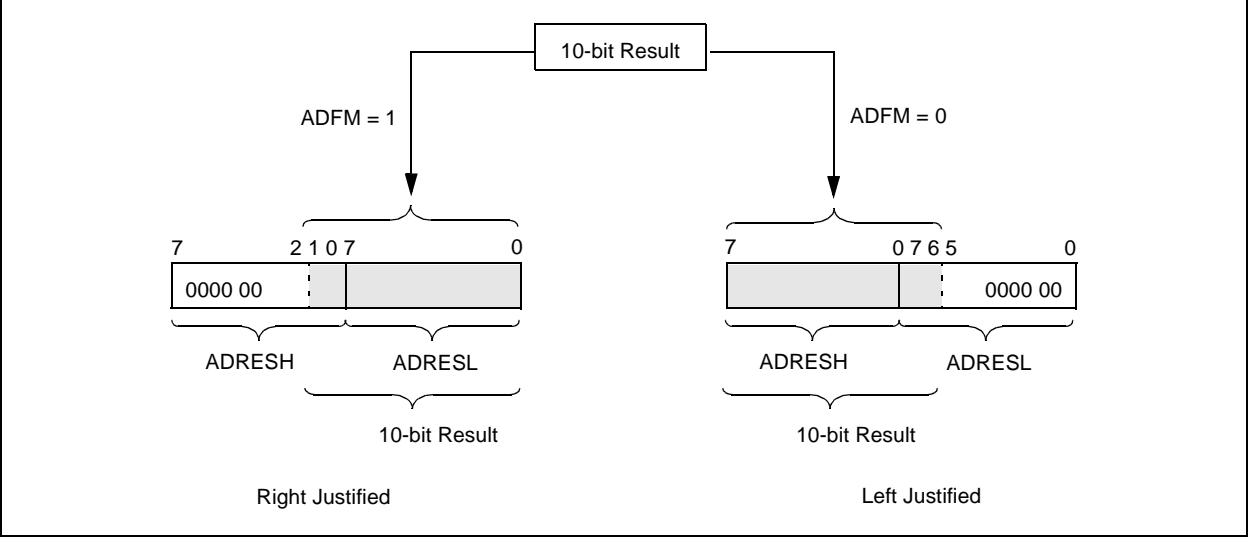 10-bit Result
ADFM = 1
ADFM = 0
7 2 1 0 7 0
7 0 7 6 5 0
0000 00
0000 00
ADRESH ADRESL
ADRESH ADRESL
10-bit Result
10-bit Result
Right Justified
Left Justified